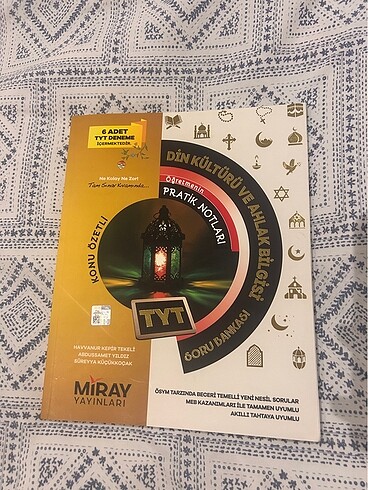 6 ADET
TYT DENEME
İÇERMEKTEDİR.
Ne Kolay Ne Zor!
Tam Sınav Kıvamında...
DİN KÜLTÜRÜ VE AHLAK BİLGİSİ
SORU BANKASI
Öğretmenin
PRATİK NOTLARI
KONU ÖZETLİ
TYT
HAVVANUR KEFİR TEKELİ
ABDUSSAMET YILDIZ
SÜREYYA KÜÇÜKKOÇAK
MİRAY
YAYINLARI
ÖSYM TARZINDA BECERİ TEMELLİ YENİ NESİL SORULAR
MEB KAZANIMLARI İLE TAMAMEN UYUMLU
AKILLI TAHTAYA UYUMLU